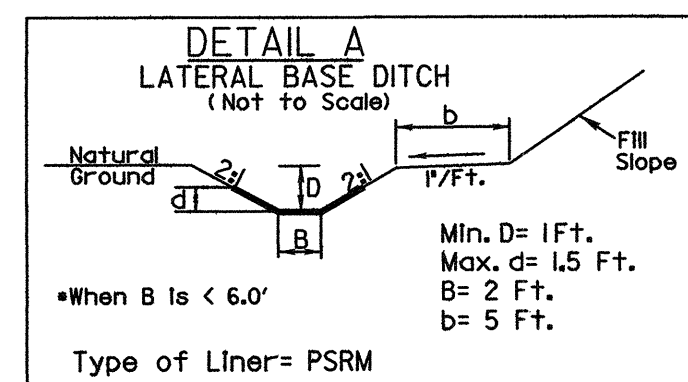 DETAIL A
LATERAL BASE DITCH
(Not to Scale)
b
Natural
Ground
2:1
D
2:1
1"/Ft.
Fill
Slope
d
B
Min. D= 1Ft.
Max. d= 1.5 Ft.
B= 2 Ft.
b= 5 Ft.
*When B is < 6.0'
Type of Liner= PSRM